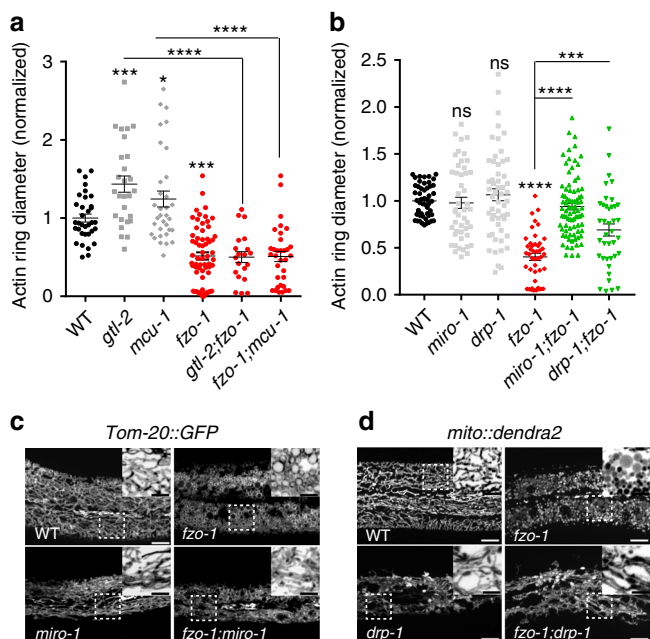 a
b
Actin ring diameter (normalized)
3
2
1
0
***
*
***
****
****
WT
gtl-2
mcu-1
fzo-1
gtl-2;fzo-1
fzo-1;mcu-1
Actin ring diameter (normalized)
2.5
2.0
1.5
1.0
0.5
0.0
ns
ns
****
****
***
WT
miro-1
drp-1
fzo-1
miro-1;fzo-1
drp-1;fzo-1
c
Tom-20::GFP
WT
fzo-1
miro-1
fzo-1;miro-1
d
mito::dendra2
WT
fzo-1
drp-1
fzo-1;drp-1